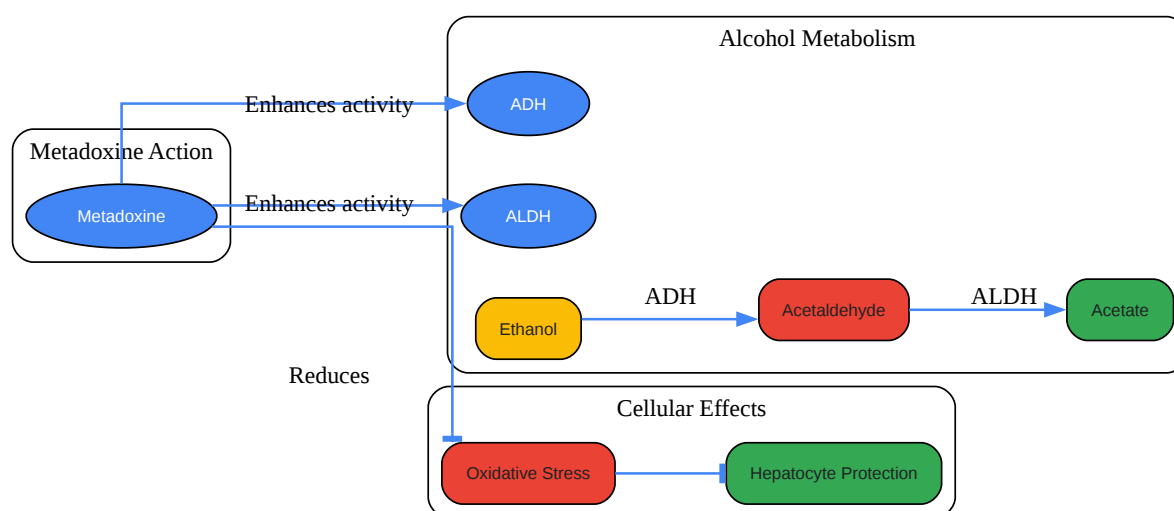 Alcohol Metabolism
Enhances activity
ADH
Metadoxine Action
Metadoxine
Enhances activity
ALDH
Ethanol
ADH
Acetaldehyde
ALDH
Acetate
Reduces
Cellular Effects
Oxidative Stress
Hepatocyte Protection